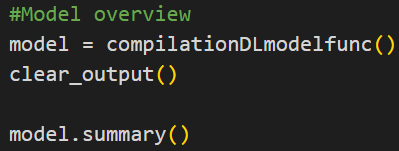 #Model overview
model = compilationDLmodelfunc()
clear_output()
model.summary()